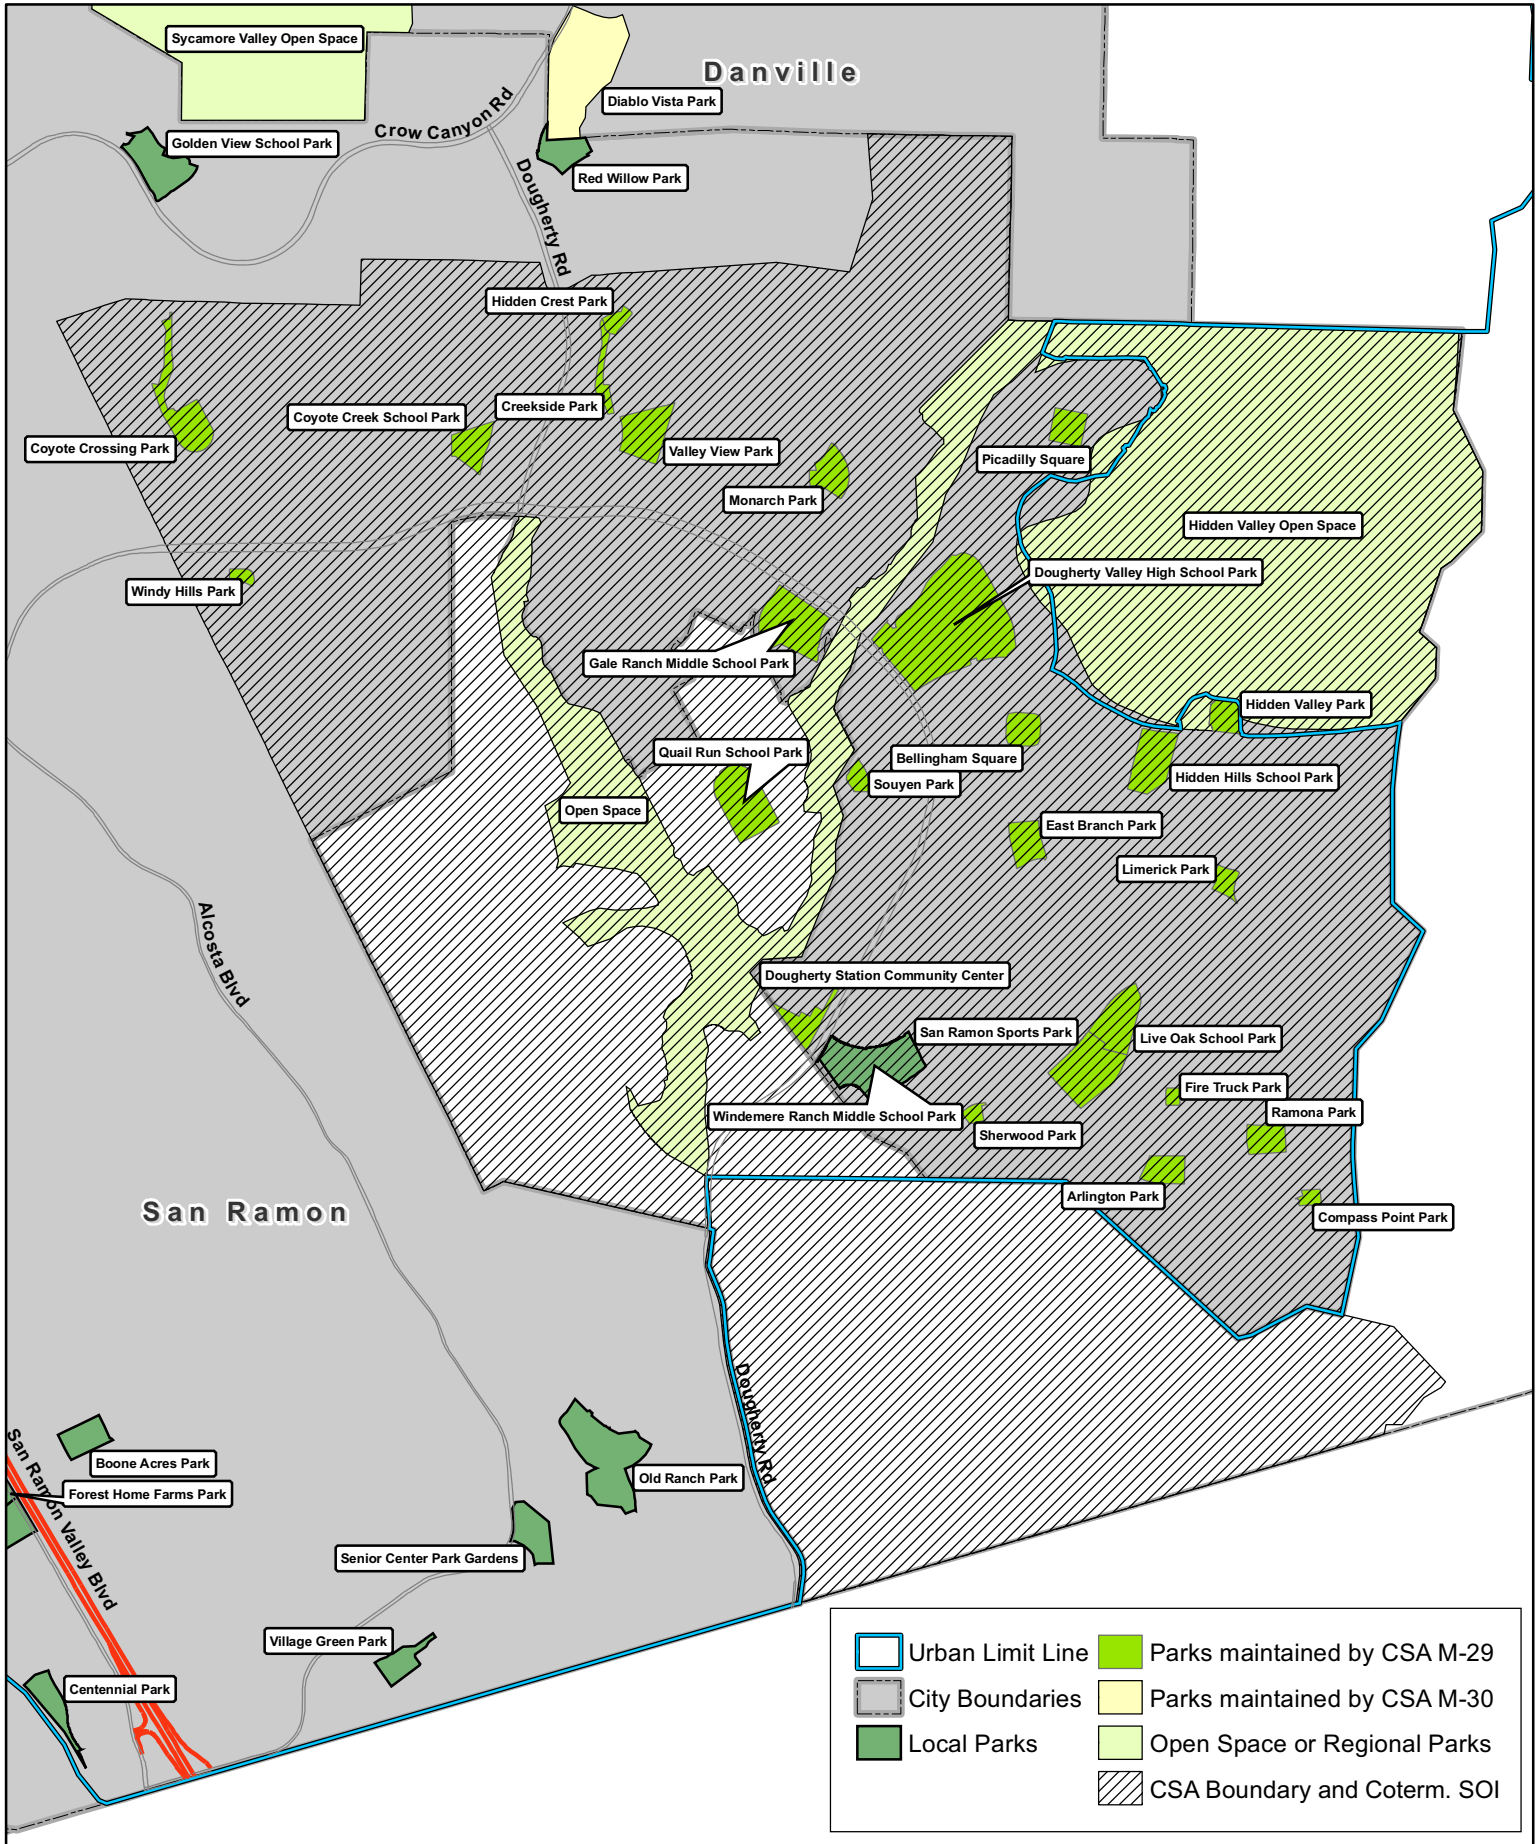 Sycamore Valley Open Space
Danville
Diablo Vista Park
Crow Canyon Rd
Golden View School Park
Red Willow Park
Dougherty Rd
Hidden Crest Park
Creekside Park
Coyote Creek School Park
Coyote Crossing Park
Valley View Park
Picadilly Square
Monarch Park
Hidden Valley Open Space
Dougherty Valley High School Park
Windy Hills Park
Gale Ranch Middle School Park
Hidden Valley Park
Quail Run School Park
Bellingham Square
Hidden Hills School Park
Souyen Park
Open Space
East Branch Park
Limerick Park
Alcosta Blvd
Dougherty Station Community Center
San Ramon Sports Park
Live Oak School Park
Fire Truck Park
Ramona Park
Windemere Ranch Middle School Park
Sherwood Park
Arlington Park
San Ramon
Compass Point Park
Dougherty Rd
Boone Acres Park
Old Ranch Park
Forest Home Farms Park
San Ramon Valley Blvd
Senior Center Park Gardens
Village Green Park
Centennial Park
Urban Limit Line
City Boundaries
Local Parks
Parks maintained by CSA M-29
Parks maintained by CSA M-30
Open Space or Regional Parks
CSA Boundary and Coterm. SOI